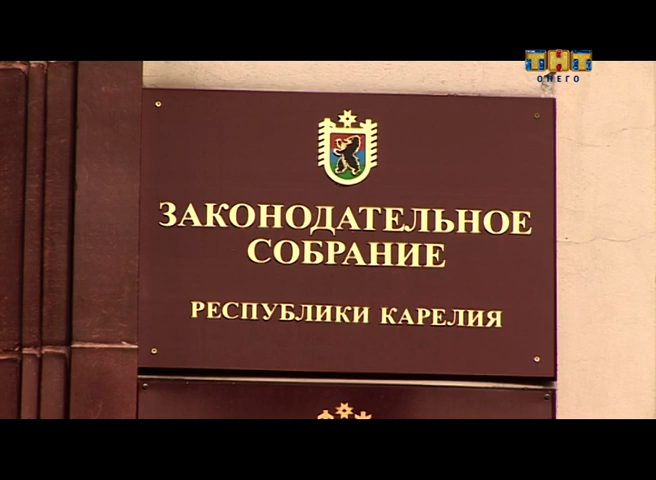 ТНТ
ОНЕГО
ЗАКОНОДАТЕЛЬНОЕ
СОБРАНИЕ
РЕСПУБЛИКИ КАРЕЛИЯ